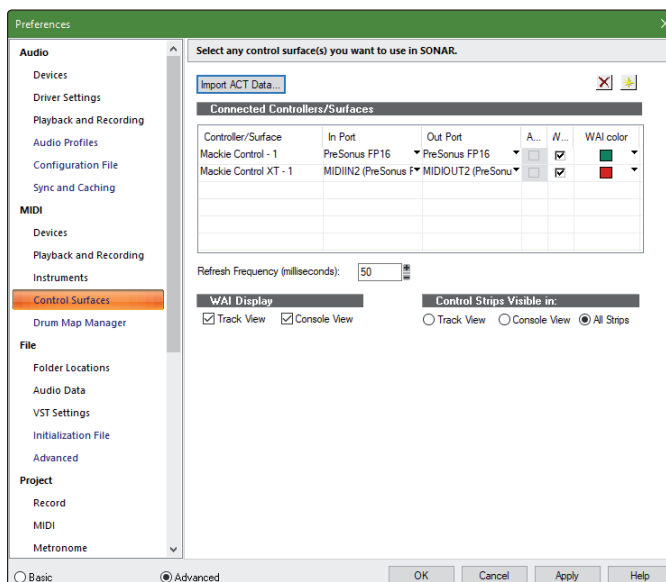 Preferences
Audio
Devices
Driver Settings
Playback and Recording
Audio Profiles
Configuration File
Sync and Caching
MIDI
Devices
Playback and Recording
Instruments
Control Surfaces
Drum Map Manager
File
Folder Locations
Audio Data
VST Settings
Initialization File
Advanced
Project
Record
MIDI
Metronome
Basic
Advanced
Select any control surface(s) you want to use in SONAR.
Import ACT Data...
Connected Controllers/Surfaces
Controller/Surface In Port Out Port A... W... WAI color
Mackie Control - 1 PreSonus FP16 PreSonus FP16
Mackie Control XT - 1 MIDIIN2 (PreSonus F MIDIOUT2 (PreSonu
Refresh Frequency (milliseconds): 50
WAI Display
Track View Console View
Control Strips Visible in:
Track View Console View All Strips
OK Cancel Apply Help